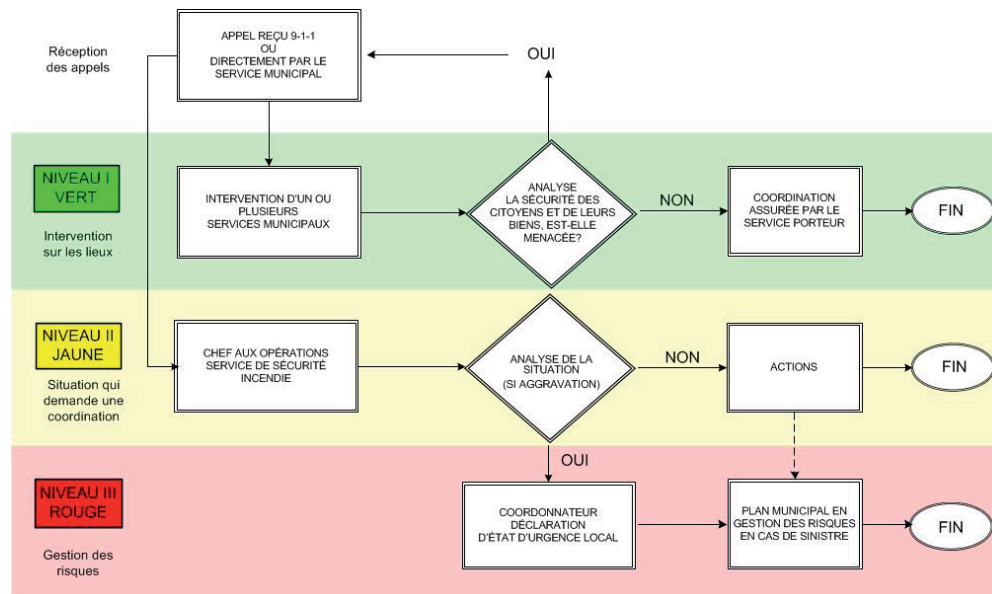 Réception
des appels
APPEL REÇU 9-1-1
OU
DIRECTEMENT PAR LE
SERVICE MUNICIPAL
OUI
NIVEAU I
VERT
Intervention
sur les lieux
INTERVENTION D'UN OU
PLUSIEURS
SERVICES MUNICIPAUX
ANALYSE
LA SÉCURITÉ DES
CITOYENS ET DE LEURS
BIENS, EST-ELLE
MENACÉE?
NON
COORDINATION
ASSURÉE PAR LE
SERVICE PORTEUR
FIN
NIVEAU II
JAUNE
Situation qui
demande une
coordination
CHEF AUX OPÉRATIONS
SERVICE DE SÉCURITÉ
INCENDIE
ANALYSE DE LA
SITUATION
(SI AGGRAVATION)
NON
ACTIONS
FIN
OUI
NIVEAU III
ROUGE
Gestion des
risques
COORDONNATEUR
DÉCLARATION
D'ÉTAT D'URGENCE LOCAL
PLAN MUNICIPAL EN
GESTION DES RISQUES
EN CAS DE SINISTRE
FIN